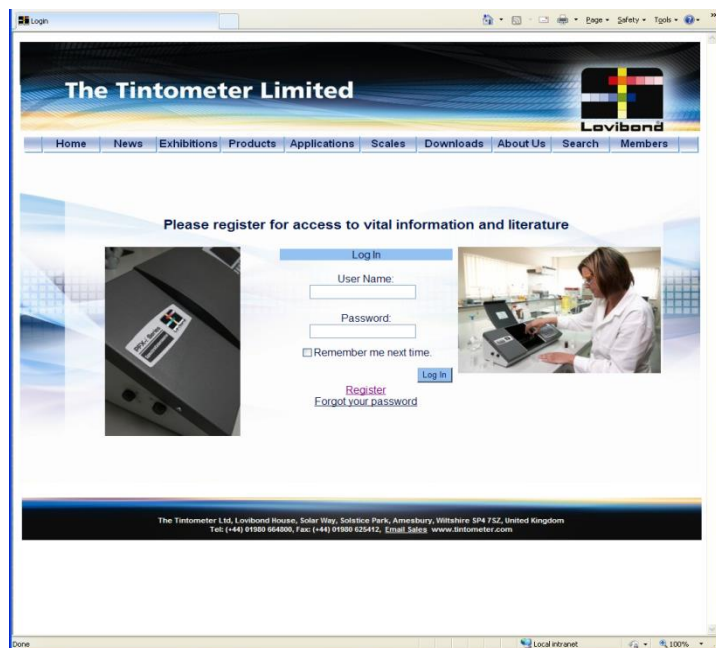 Login
Page Safety Tools
The Tintometer Limited
Lovibond
Home News Exhibitions Products Applications Scales Downloads About Us Search Members
Please register for access to vital information and literature
Log In
User Name:
Password:
Remember me next time.
Log In
Register
Forgot your password
The Tintometer Ltd, Lovibond House, Solar Way, Solstice Park, Amesbury, Wiltshire SP4 7SZ, United Kingdom
Tel: (+44) 01980 664800, Fax: (+44) 01980 625412, Email Sales www.tintometer.com
Done Local intranet 100%